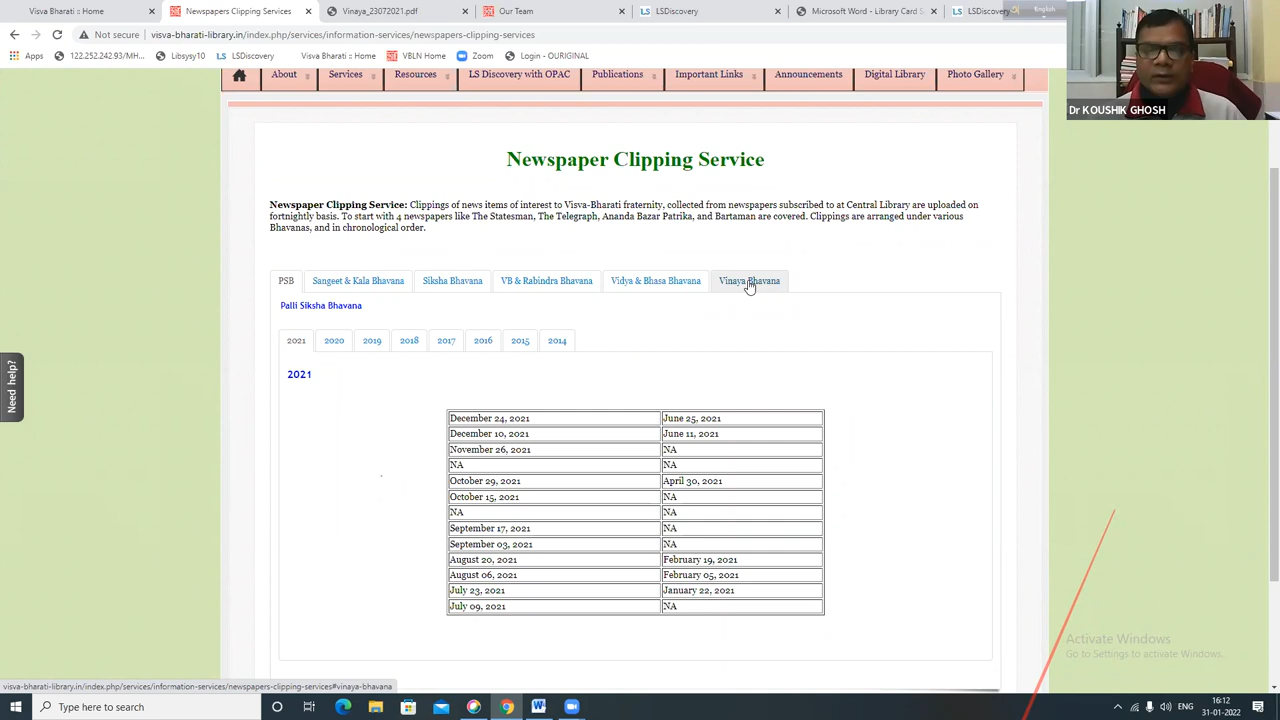 Visva Bharati :: Home
Newspapers Clipping Services
Vinaya_23072021.pdf
Our Team
LSDiscovery
Microsoft Word - Library Card S
LSDiscov
English
Not secure
visva-bharati-library.in/index.php/services/information-services/newspapers-clipping-services
Apps
122.252.242.93/MH...
Libsys10
LSDiscovery
Visva Bharati :: Home
VBLN Home
Zoom
Login - OURIGINAL
About
Services
Resources
LS Discovery with OPAC
Publications
Important Links
Announcements
Digital Library
Photo Gallery
Dr KOUSHIK GHOSH
Newspaper Clipping Service
Newspaper Clipping Service: Clippings of news items of interest to Visva-Bharati fraternity, collected from newspapers subscribed to at Central Library are uploaded on
fortnightly basis. To start with 4 newspapers like The Statesman, The Telegraph, Ananda Bazar Patrika, and Bartaman are covered. Clippings are arranged under various
Bhavanas, and in chronological order.
PSB
Sangeet & Kala Bhavana
Siksha Bhavana
VB & Rabindra Bhavana
Vidya & Bhasa Bhavana
Vinaya Bhavana
Palli Siksha Bhavana
2021
2020
2019
2018
2017
2016
2015
2014
Need help?
2021
December 24, 2021
June 25, 2021
December 10, 2021
June 11, 2021
November 26, 2021
NA
NA
NA
October 29, 2021
April 30, 2021
October 15, 2021
NA
NA
NA
September 17, 2021
NA
September 03, 2021
NA
August 20, 2021
February 19, 2021
August 06, 2021
February 05, 2021
July 23, 2021
January 22, 2021
July 09, 2021
NA
Activate Windows
Go to Settings to activate Windows.
visva-bharati-library.in/index.php/services/information-services/newspapers-clipping-services#vinaya-bhavana
Type here to search
ENG
16:12
31-01-2022